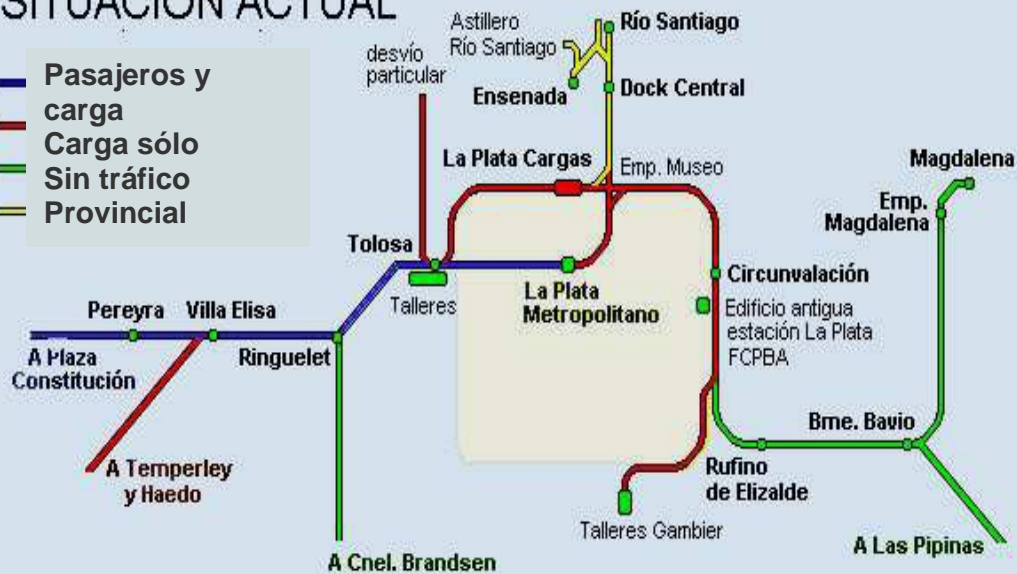 SITUACIÓN ACTUAL
Pasajeros y
carga
Carga sólo
Sin tráfico
Provincial
Astillero
Río Santiago
Río Santiago
desvío
particular
Ensenada
Dock Central
La Plata Cargas
Emp. Museo
Magdalena
Emp.
Magdalena
Tolosa
Talleres
La Plata
Metropolitano
Circunvalación
Edificio antigua
estación La Plata
FCPBA
Pereyra
Villa Elisa
Ringuelet
A Plaza
Constitución
A Temperley
y Haedo
Bme. Bavio
Rufino
de Elizalde
Talleres Gambier
A Las Pipinas
A Cnel. Brandsen